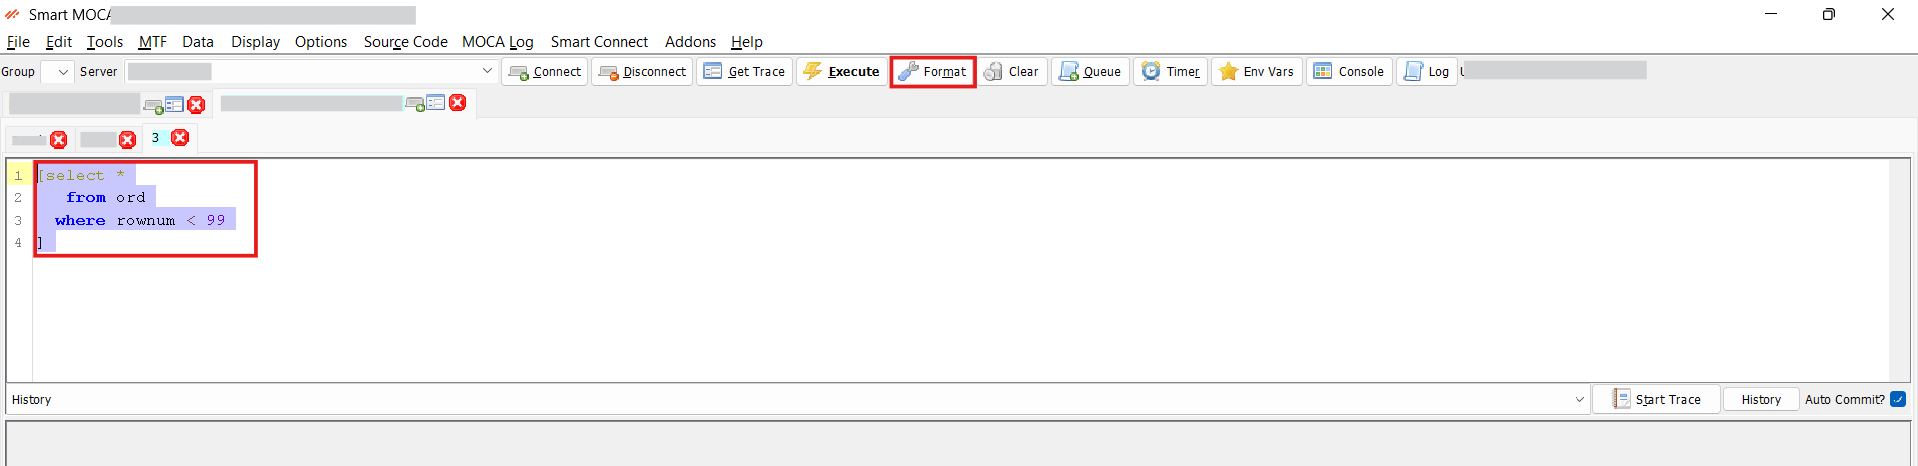 Smart MOCA
File Edit Tools MTF Data Display Options Source Code MOCA Log Smart Connect Addons Help
Group Server Connect Disconnect Get Trace Execute Format Clear Queue Timer Env Vars Console Log
3
1 [select *
2 from ord
3 where rownum < 99
4 ]
History Start Trace History Auto Commit?